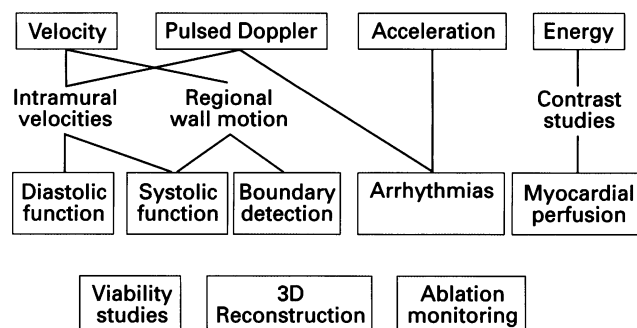 Velocity Pulsed Doppler Acceleration Energy
Intramural
velocities
Regional
wall motion
Contrast
studies
Diastolic
function
Systolic
function
Boundary
detection
Arrhythmias
Myocardial
perfusion
Viability
studies
3D
Reconstruction
Ablation
monitoring